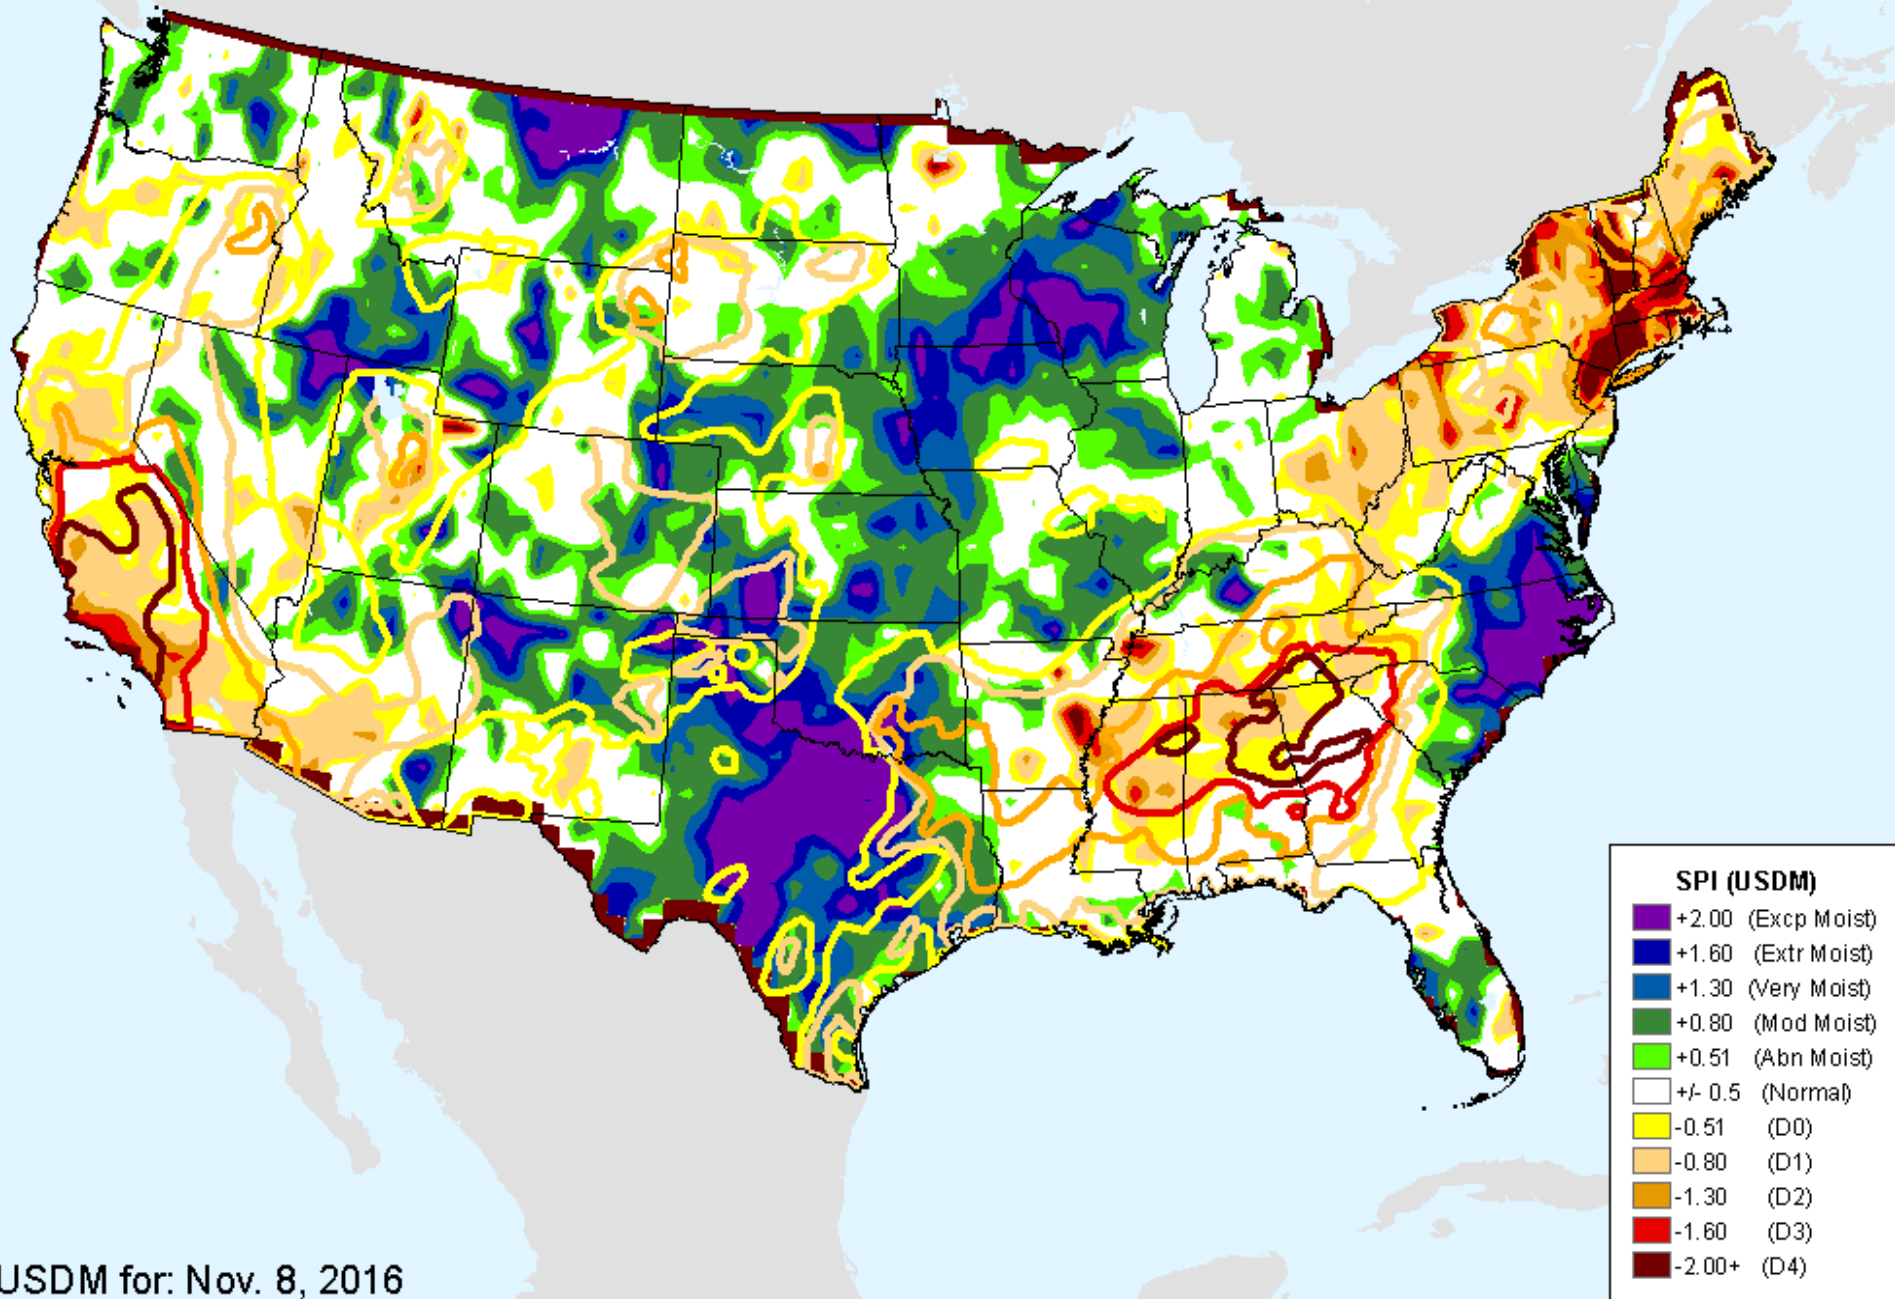 SPI (USDM)
+2.00 (Excp Moist)
+1.60 (Extr Moist)
+1.30 (Very Moist)
+0.80 (Mod Moist)
+0.51 (Abn Moist)
+/- 0.5 (Normal)
-0.51 (D0)
-0.80 (D1)
-1.30 (D2)
-1.60 (D3)
-2.00+ (D4)
USDM for: Nov. 8, 2016